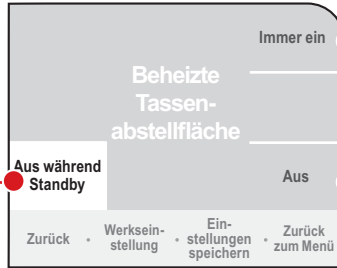 Immer ein
Beheizte
Tassen-
abstellfläche
Aus während
Standby
Aus
Zurück
•
Werksein-
stellung
•
Ein-
stellungen
speichern
•
Zurück
zum Menü